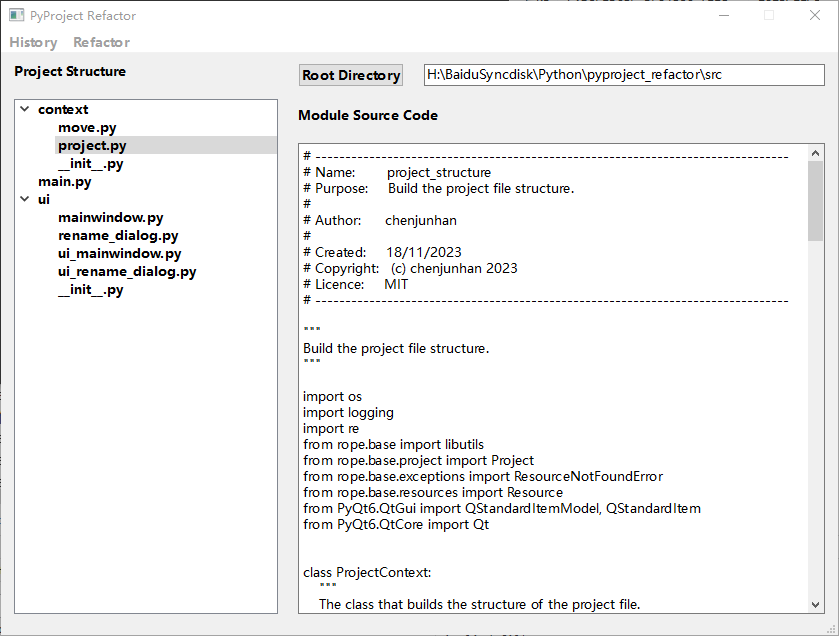 PyProject Refactor
History Refactor
Project Structure
Root Directory
H:\BaiduSyncdisk\Python\pyproject_refactor\src
context
move.py
project.py
__init__.py
main.py
ui
mainwindow.py
rename_dialog.py
ui_mainwindow.py
ui_rename_dialog.py
__init__.py
Module Source Code
# -------------------------------------------------------------------------------
# Name: project_structure
# Purpose: Build the project file structure.
#
# Author: chenjunhan
#
# Created: 18/11/2023
# Copyright: (c) chenjunhan 2023
# Licence: MIT
# -------------------------------------------------------------------------------
"""
Build the project file structure.
"""
import os
import logging
import re
from rope.base import libutils
from rope.base.project import Project
from rope.base.exceptions import ResourceNotFoundError
from rope.base.resources import Resource
from PyQt6.QtGui import QStandardItemModel, QStandardItem
from PyQt6.QtCore import Qt
class ProjectContext:
"""
The class that builds the structure of the project file.